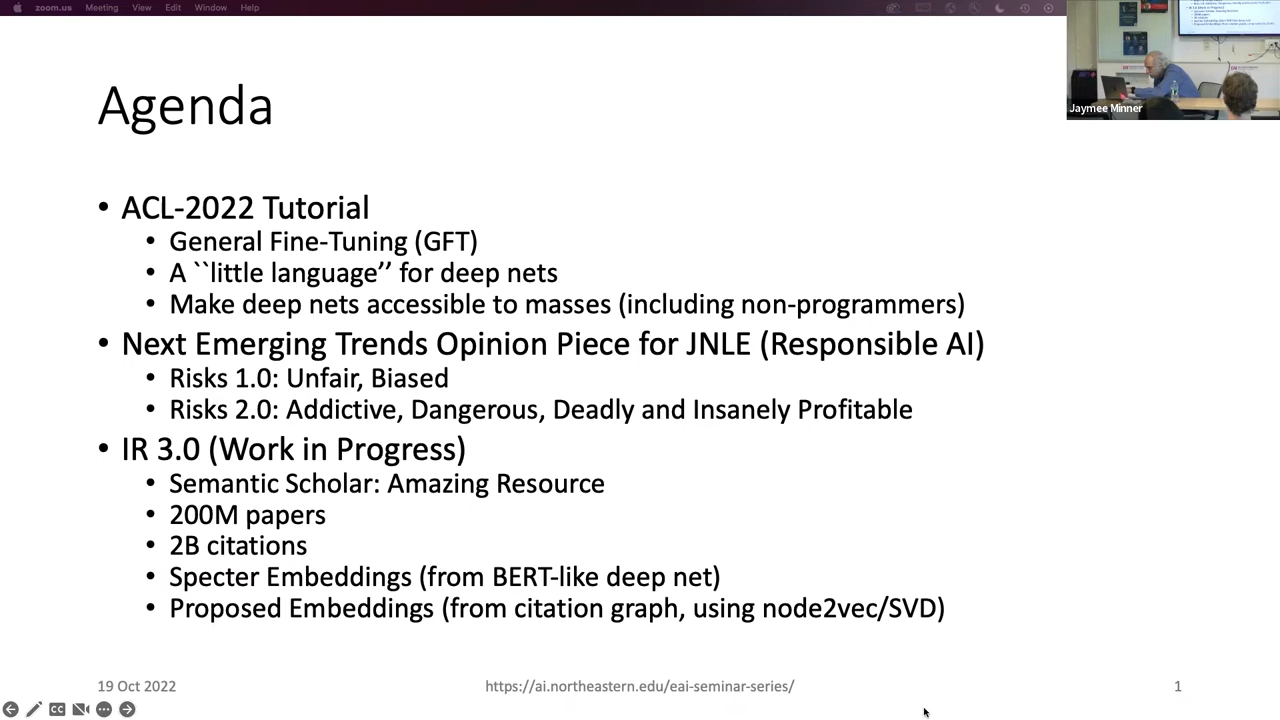 zoom.us Meeting View Edit Window Help
Jaymee Minner
Agenda
• ACL-2022 Tutorial
• General Fine-Tuning (GFT)
• A ``little language’’ for deep nets
• Make deep nets accessible to masses (including non-programmers)
• Next Emerging Trends Opinion Piece for JNLE (Responsible AI)
• Risks 1.0: Unfair, Biased
• Risks 2.0: Addictive, Dangerous, Deadly and Insanely Profitable
• IR 3.0 (Work in Progress)
• Semantic Scholar: Amazing Resource
• 200M papers
• 2B citations
• Specter Embeddings (from BERT-like deep net)
• Proposed Embeddings (from citation graph, using node2vec/SVD)
19 Oct 2022 https://ai.northeastern.edu/eai-seminar-series/ 1
CC